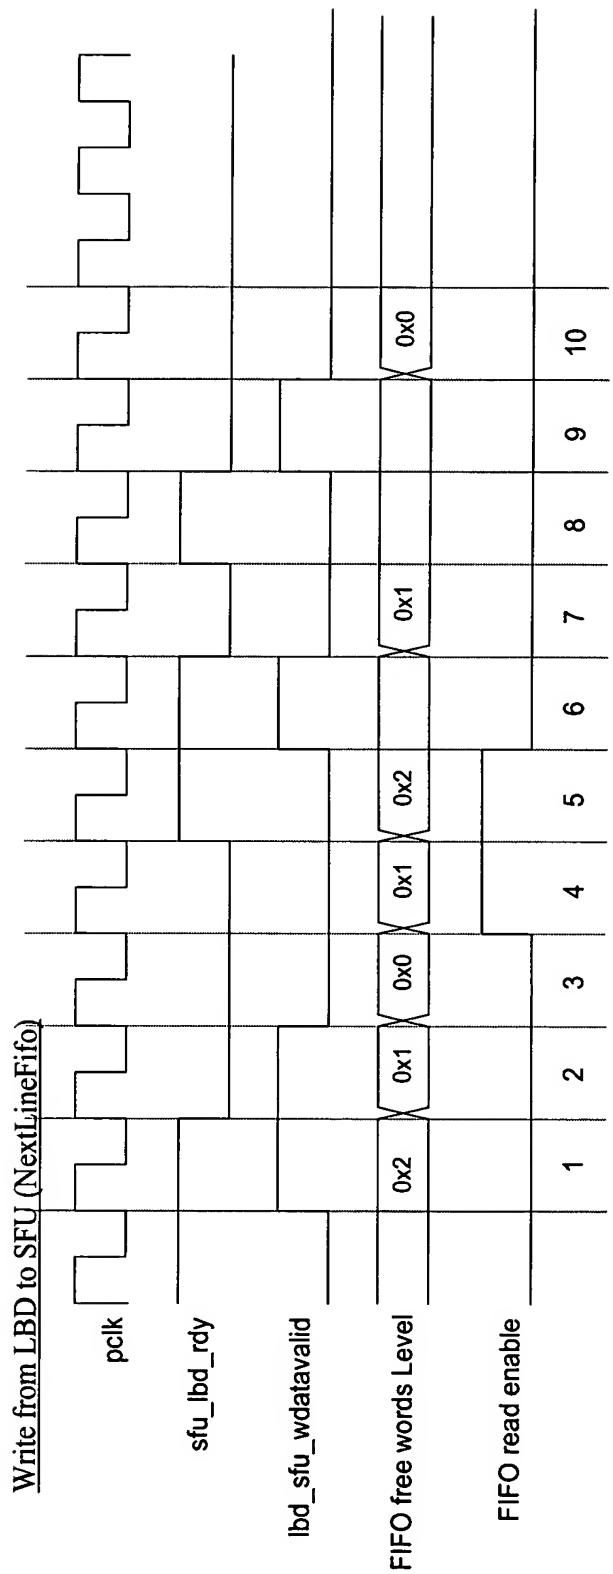 Write from LBD to SFU (NextLineFifo)
pclk
sfu_lbd_rdy
lbd_sfu_wdatavalid
FIFO free words Level
0x2
0x1
0x0
0x1
0x2
0x1
0x0
FIFO read enable
1
2
3
4
5
6
7
8
9
10